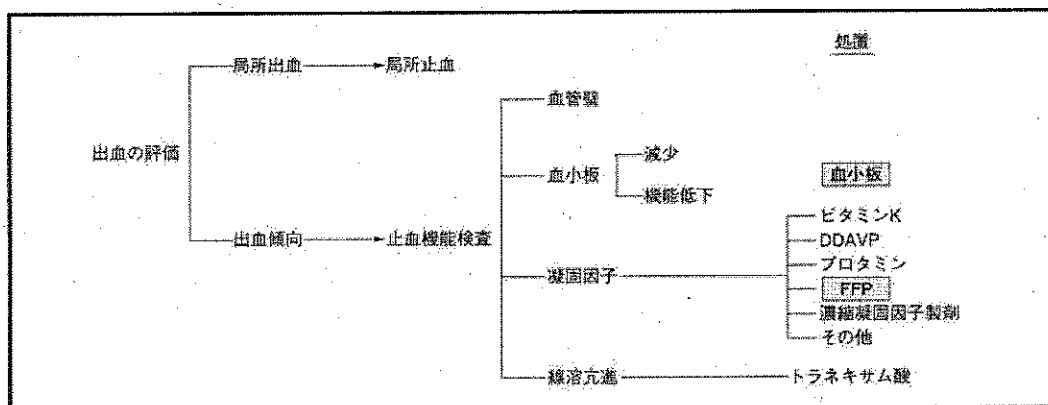 処置
局所出血
局所止血
血管壁
出血の評価
減少
血小板
機能低下
血小板
出血傾向
止血機能検査
凝固因子
ビタミンK
DDAVP
プロタミン
FFP
濃縮凝固因子製剤
その他
線溶亢進
トラネキサム酸